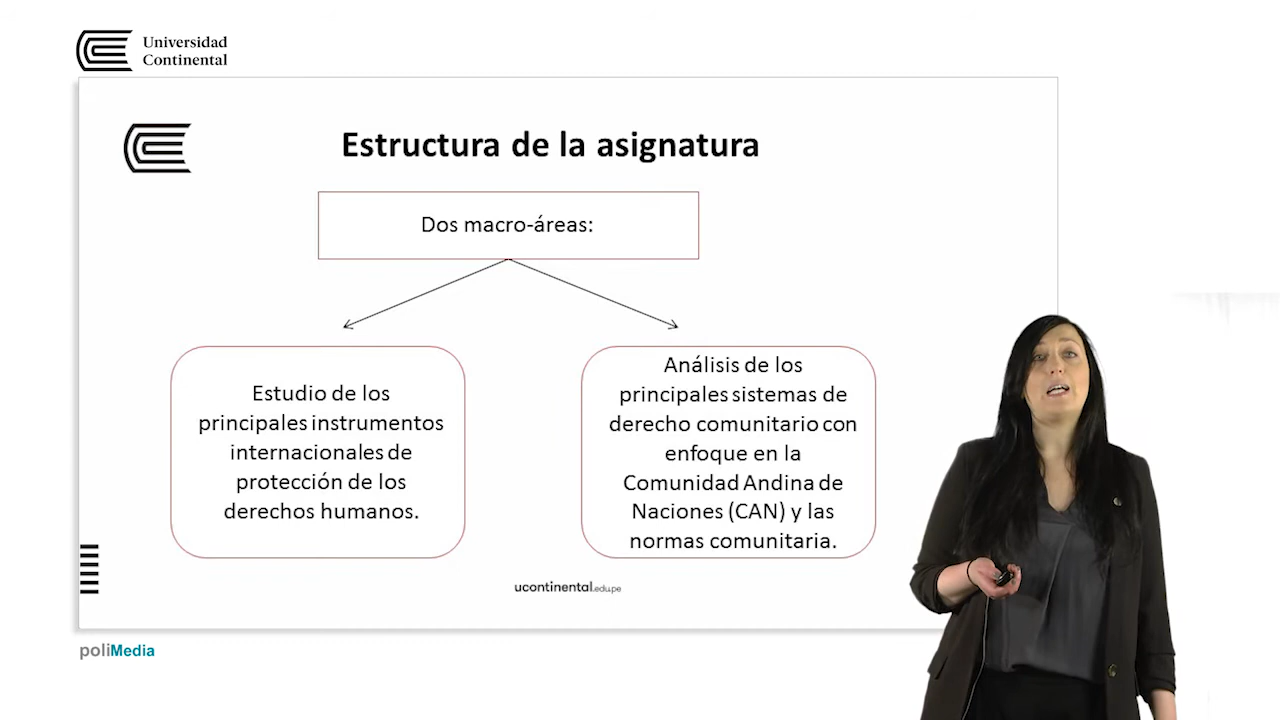 Universidad
Continental
Estructura de la asignatura
Dos macro-áreas:
Estudio de los
principales instrumentos
internacionales de
protección de los
derechos humanos.
Análisis de los
principales sistemas de
derecho comunitario con
enfoque en la
Comunidad Andina de
Naciones (CAN) y las
normas comunitaria.
ucontinental.edu.pe
poliMedia